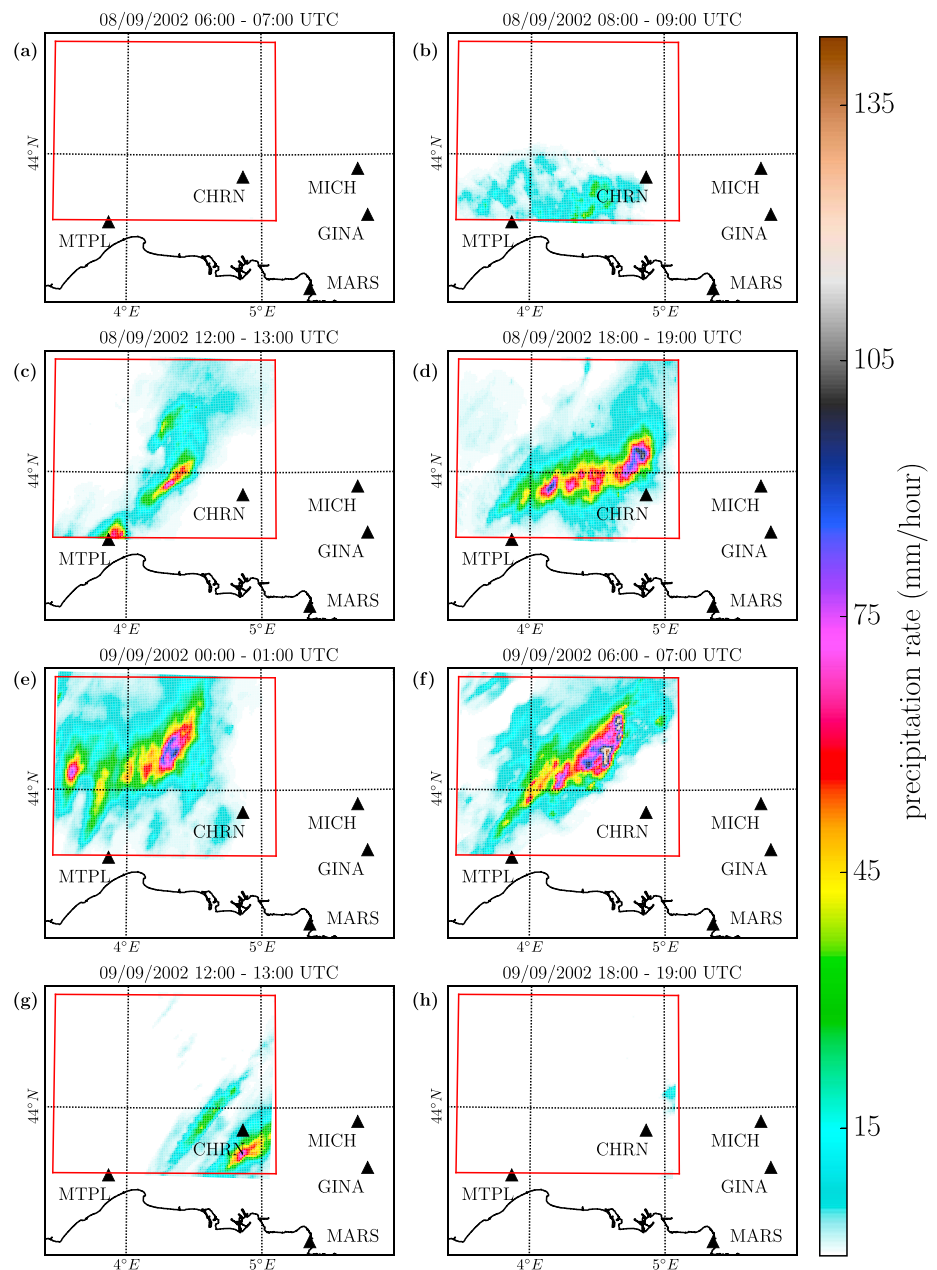 08/09/2002 06:00 - 07:00 UTC
(a)
44°N
CHRN
MICH
MTPL
GINA
MARS
4°E 5°E
08/09/2002 08:00 - 09:00 UTC
(b)
44°N
CHRN
MICH
MTPL
GINA
MARS
4°E 5°E
08/09/2002 12:00 - 13:00 UTC
(c)
44°N
CHRN
MICH
MTPL
GINA
MARS
4°E 5°E
08/09/2002 18:00 - 19:00 UTC
(d)
44°N
CHRN
MICH
MTPL
GINA
MARS
4°E 5°E
09/09/2002 00:00 - 01:00 UTC
(e)
44°N
CHRN
MICH
MTPL
GINA
MARS
4°E 5°E
09/09/2002 06:00 - 07:00 UTC
(f)
44°N
CHRN
MICH
MTPL
GINA
MARS
4°E 5°E
09/09/2002 12:00 - 13:00 UTC
(g)
44°N
CHRN
MICH
MTPL
GINA
MARS
4°E 5°E
09/09/2002 18:00 - 19:00 UTC
(h)
44°N
CHRN
MICH
MTPL
GINA
MARS
4°E 5°E
135
105
75
45
15
precipitation rate (mm/hour)